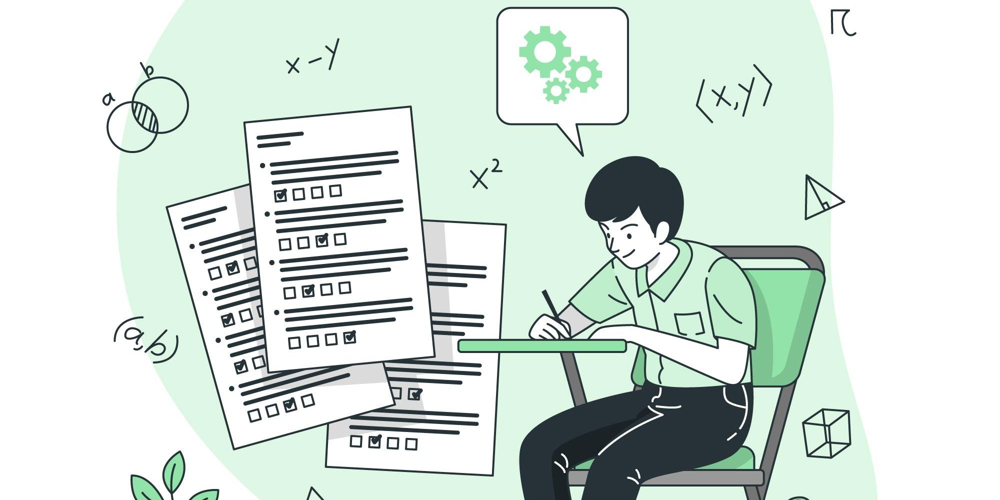 π
x - y
b
a
⟨x,y⟩
x²
(a,b)